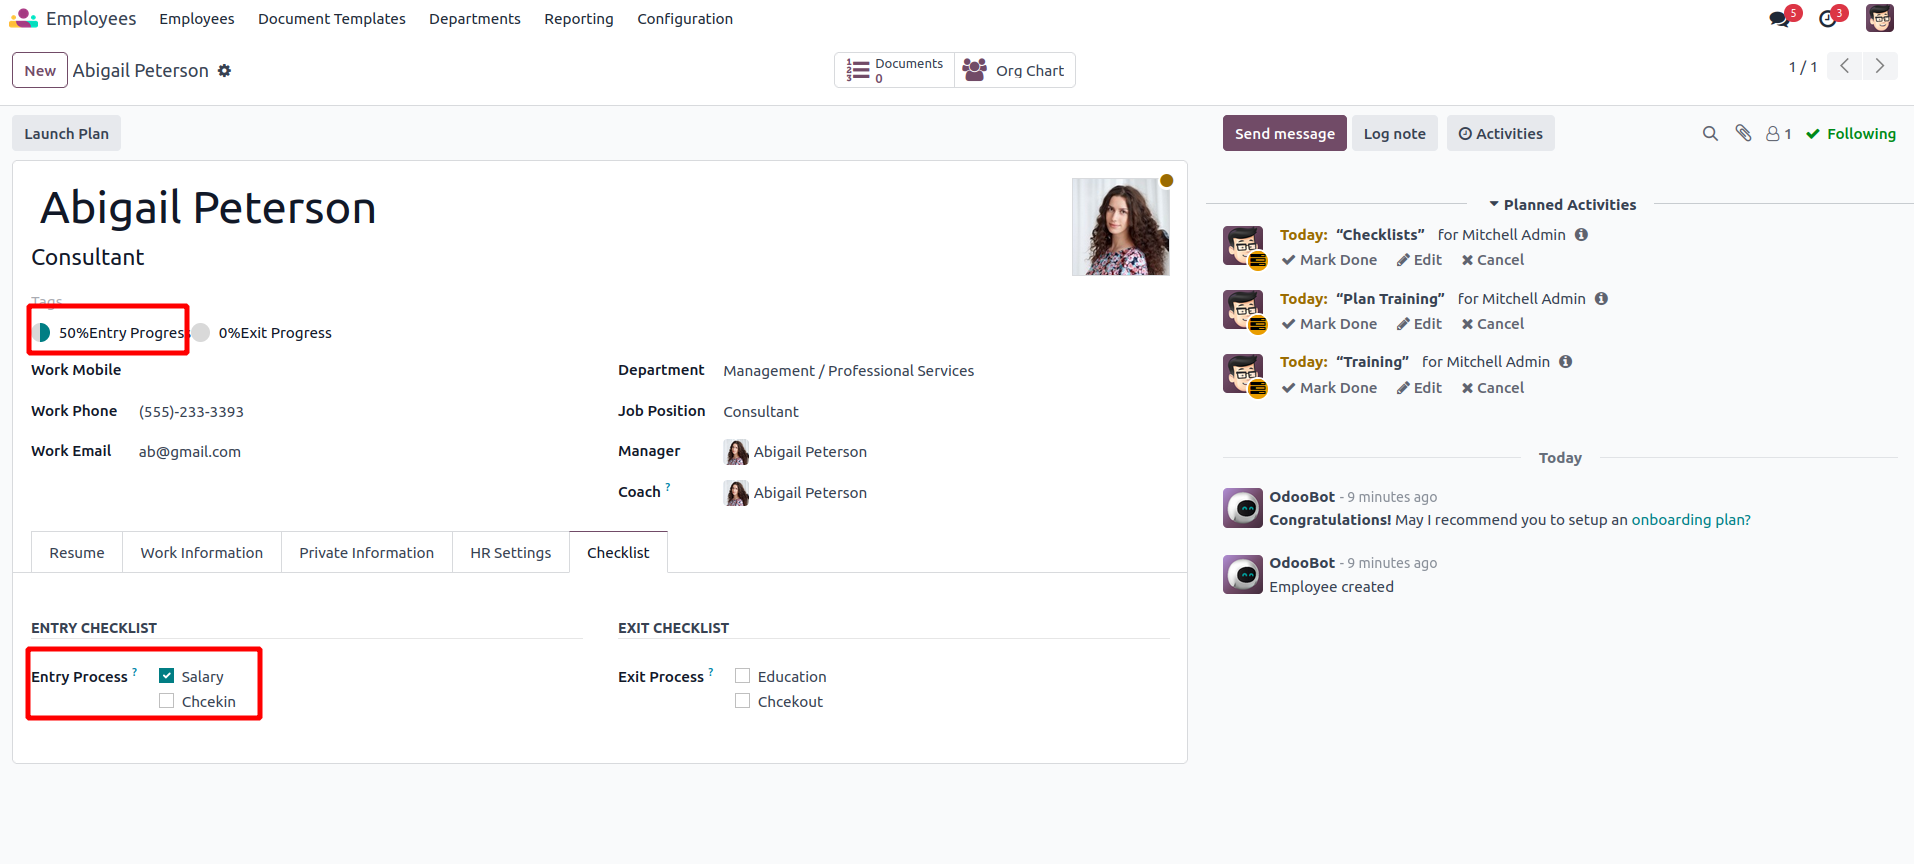 Employees Employees Document Templates Departments Reporting Configuration 5 3
New Abigail Peterson Documents 0 Org Chart 1 / 1
Launch Plan Send message Log note Activities 1 Following
Abigail Peterson
Consultant
Tags
50%Entry Progress 0%Exit Progress
Work Mobile
Work Phone (555)-233-3393
Work Email ab@gmail.com
Department Management / Professional Services
Job Position Consultant
Manager Abigail Peterson
Coach ? Abigail Peterson
Resume Work Information Private Information HR Settings Checklist
ENTRY CHECKLIST
Entry Process ? Salary
Chcekin
EXIT CHECKLIST
Exit Process ? Education
Chcekout
Planned Activities
Today: “Checklists” for Mitchell Admin
Mark Done Edit Cancel
Today: “Plan Training” for Mitchell Admin
Mark Done Edit Cancel
Today: “Training” for Mitchell Admin
Mark Done Edit Cancel
Today
OdooBot - 9 minutes ago
Congratulations! May I recommend you to setup an onboarding plan?
OdooBot - 9 minutes ago
Employee created